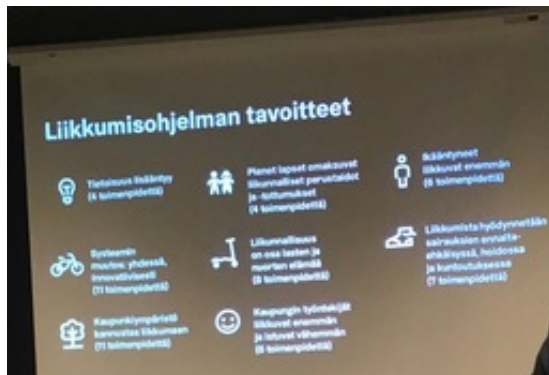 Liikkumisohjelman tavoitteet
Tietoisuus lisääntyy
(4 toimenpidettä)
Systeemin
muutos: yhdessä,
innovatiivisesti
(11 toimenpidettä)
Kaupunkiympäristö
kannustaa liikkumaan
(11 toimenpidettä)
Pienet lapset omaksuvat
liikunnalliset perustaidot
ja -tottumukset
(4 toimenpidettä)
Liikunnallisuus
on osa lasten ja
nuorten elämää
(8 toimenpidettä)
Kaupungin työntekijät
liikkuvat enemmän
ja istuvat vähemmän
(6 toimenpidettä)
Ikääntyneet
liikkuvat enemmän
(8 toimenpidettä)
Liikkumista hyödynnetään
sairauksien ennalta-
ehkäisyssä, hoidossa
ja kuntoutuksessa
(7 toimenpidettä)